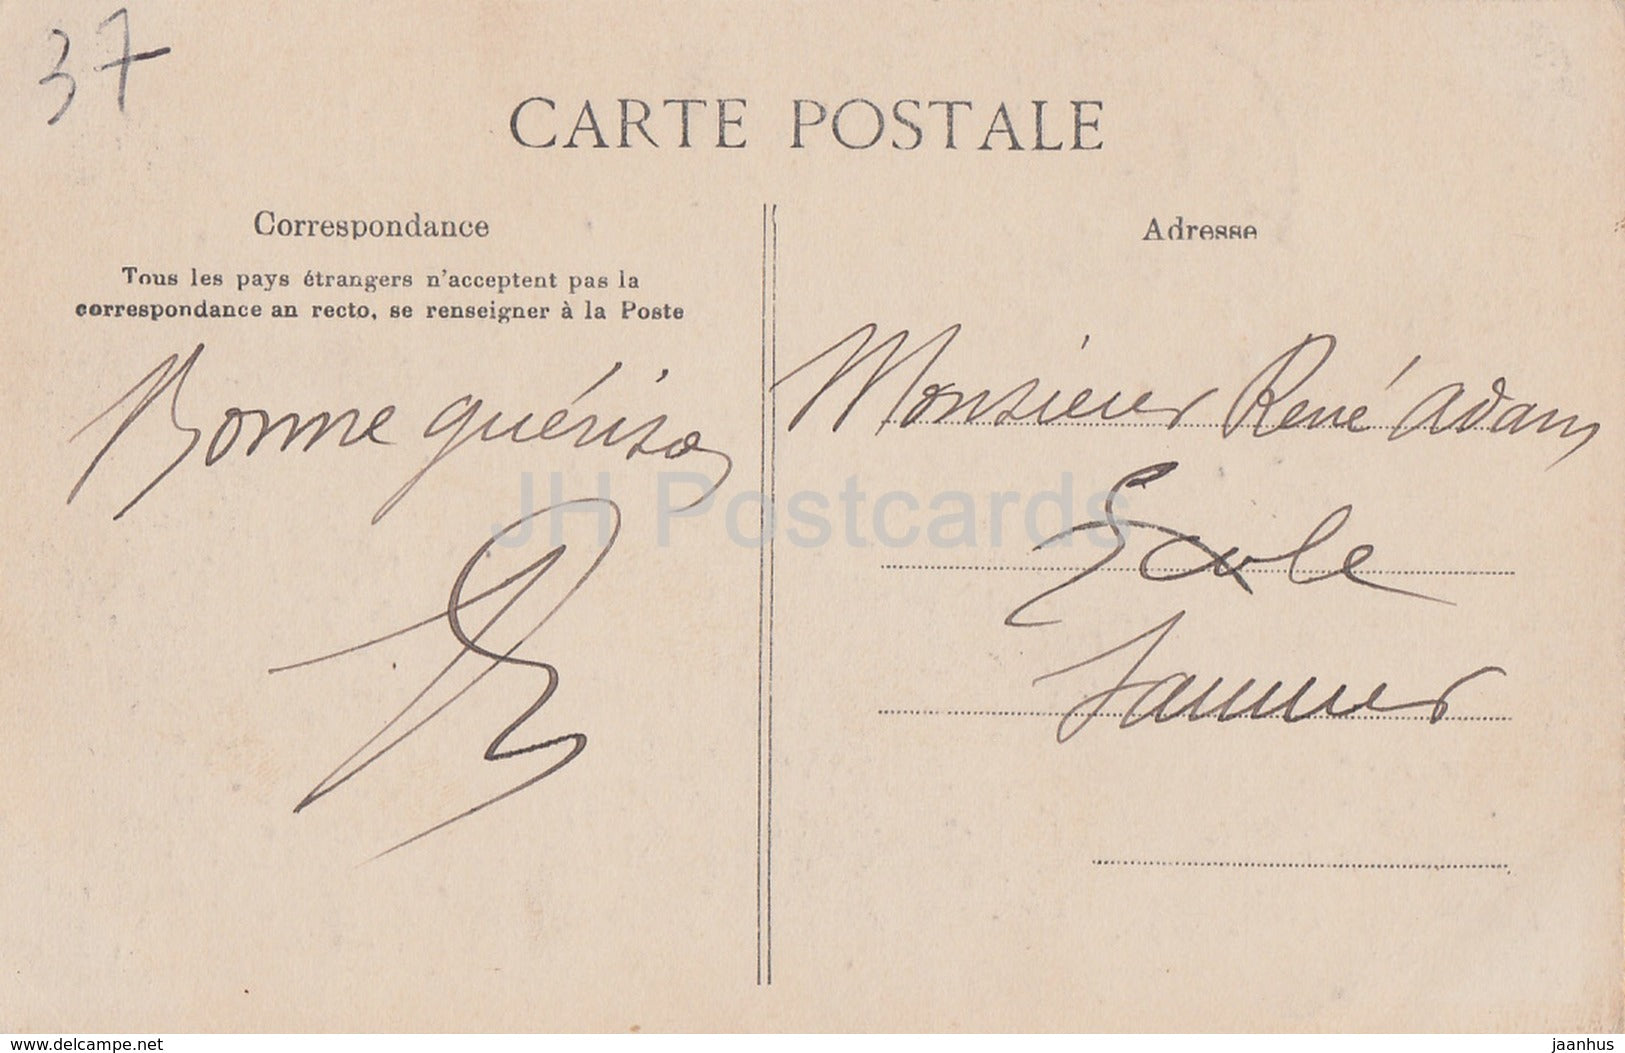 37
CARTE POSTALE
Correspondance
Tous les pays étrangers n'acceptent pas la
correspondance an recto, se renseigner à la Poste
Bonne guérison
Adresse
Monsieur René Adam
Ecole
Saumur
JH Postcards
www.delcampe.net
jaanhus